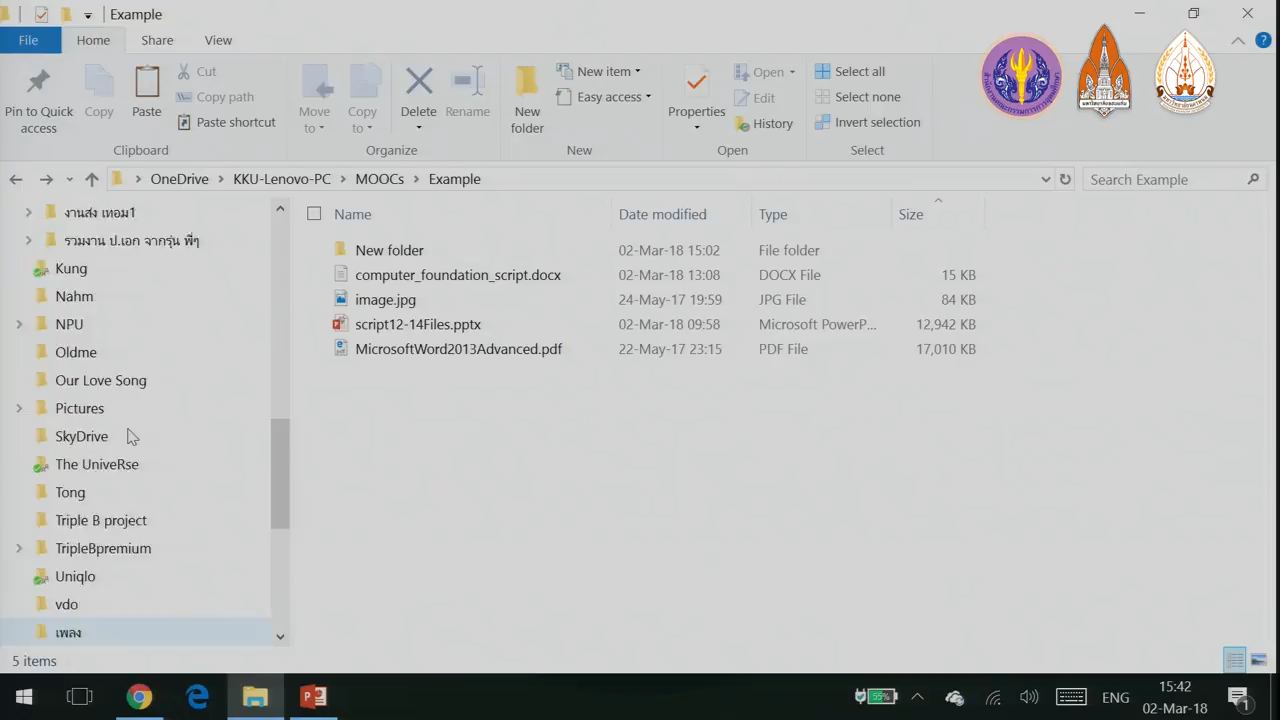 Example
File Home Share View
Pin to Quick access
Copy
Paste
Cut
Copy path
Paste shortcut
Clipboard
Move to
Copy to
Delete
Rename
Organize
New folder
New item
Easy access
New
Properties
Open
Edit
History
Open
Select all
Select none
Invert selection
Select
OneDrive KKU-Lenovo-PC MOOCs Example
Search Example
งานส่ง เทอม1
รวมงาน ป.เอก จากรุ่น พี่ๆ
Kung
Nahm
NPU
Oldme
Our Love Song
Pictures
SkyDrive
The UniveRse
Tong
Triple B project
TripleBpremium
Uniqlo
vdo
เพลง
Name Date modified Type Size
New folder 02-Mar-18 15:02 File folder
computer_foundation_script.docx 02-Mar-18 13:08 DOCX File 15 KB
image.jpg 24-May-17 19:59 JPG File 84 KB
script12-14Files.pptx 02-Mar-18 09:58 Microsoft PowerP... 12,942 KB
MicrosoftWord2013Advanced.pdf 22-May-17 23:15 PDF File 17,010 KB
5 items
55%
ENG
15:42
02-Mar-18
1